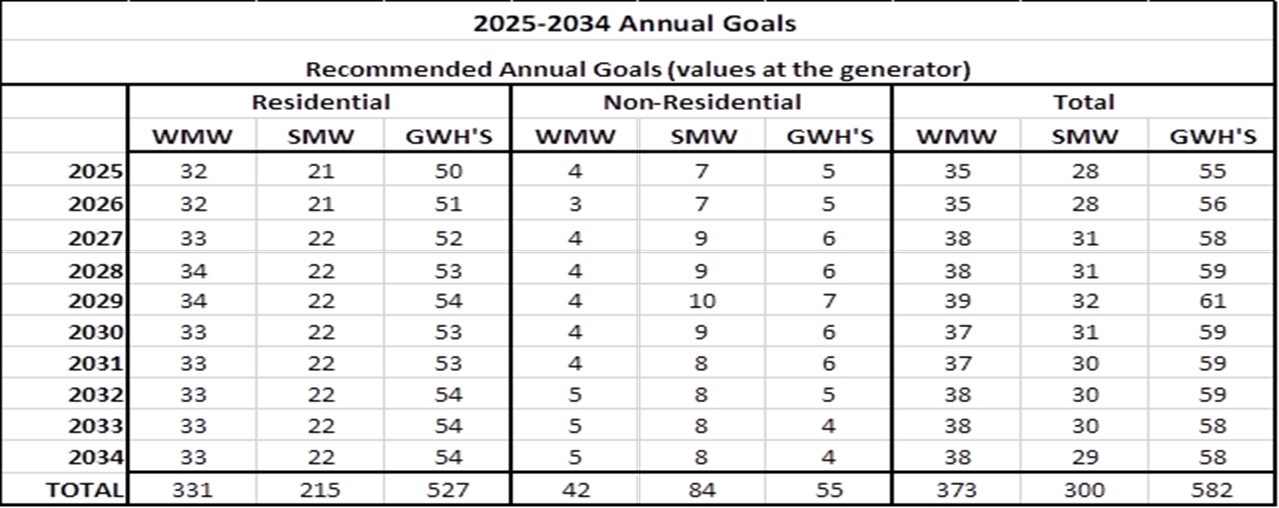 2025-2034 Annual Goals
Recommended Annual Goals (values at the generator)
Residential Non-Residential Total
WMW SMW GWH'S WMW SMW GWH'S WMW SMW GWH'S
2025 32 21 50 4 7 5 35 28 55
2026 32 21 51 3 7 5 35 28 56
2027 33 22 52 4 9 6 38 31 58
2028 34 22 53 4 9 6 38 31 59
2029 34 22 54 4 10 7 39 32 61
2030 33 22 53 4 9 6 37 31 59
2031 33 22 53 4 8 6 37 30 59
2032 33 22 54 5 8 5 38 30 59
2033 33 22 54 5 8 4 38 30 58
2034 33 22 54 5 8 4 38 29 58
TOTAL 331 215 527 42 84 55 373 300 582